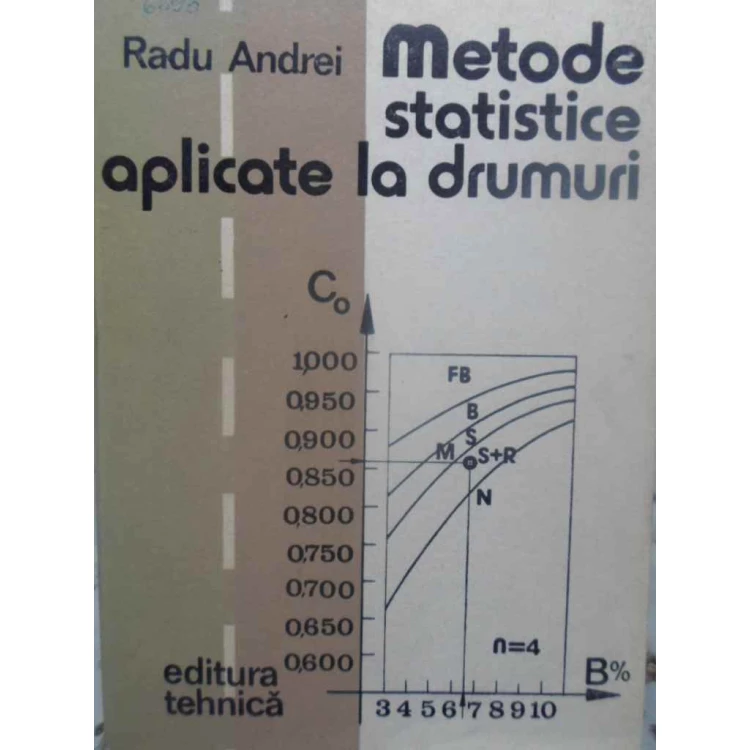 Radu Andrei
Metode
statistice
aplicate la drumuri
C₀
1,000
0,950
0,900
0,850
0,800
0,750
0,700
0,650
0,600
FB
B
S
M
S+R
N
n=4
B%
3 4 5 6 7 8 9 10
editura
tehnică